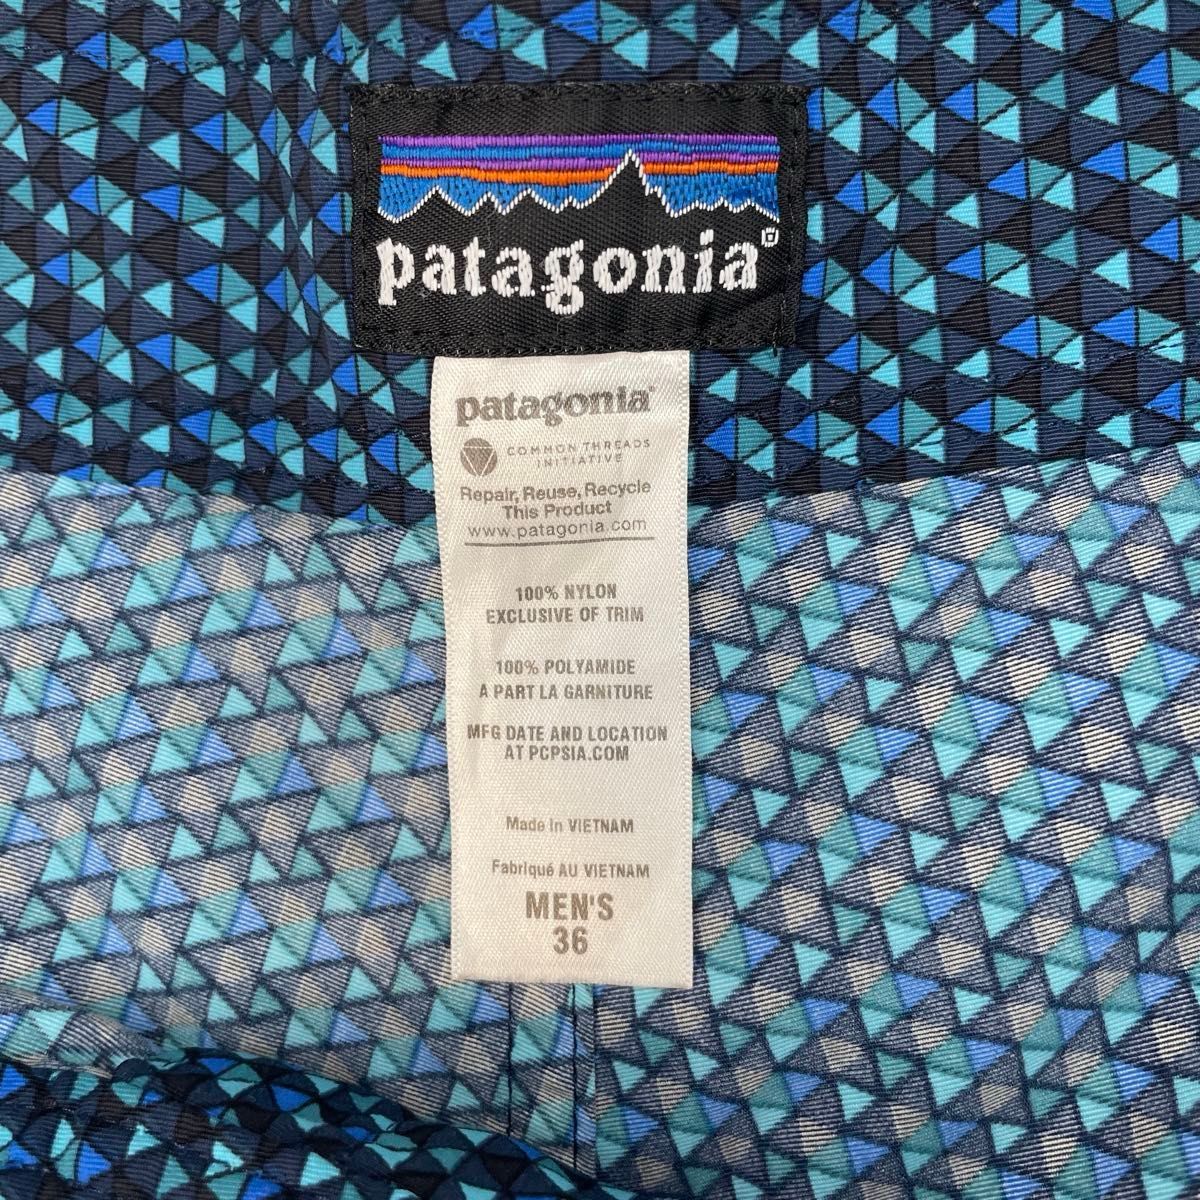 patagonia®
patagonia®
COMMON THREADS
INITIATIVE
Repair, Reuse, Recycle
This Product
www.patagonia.com
100% NYLON
EXCLUSIVE OF TRIM
100% POLYAMIDE
A PART LA GARNITURE
MFG DATE AND LOCATION
AT PCPSIA.COM
Made in VIETNAM
Fabriqué AU VIETNAM
MEN'S
36